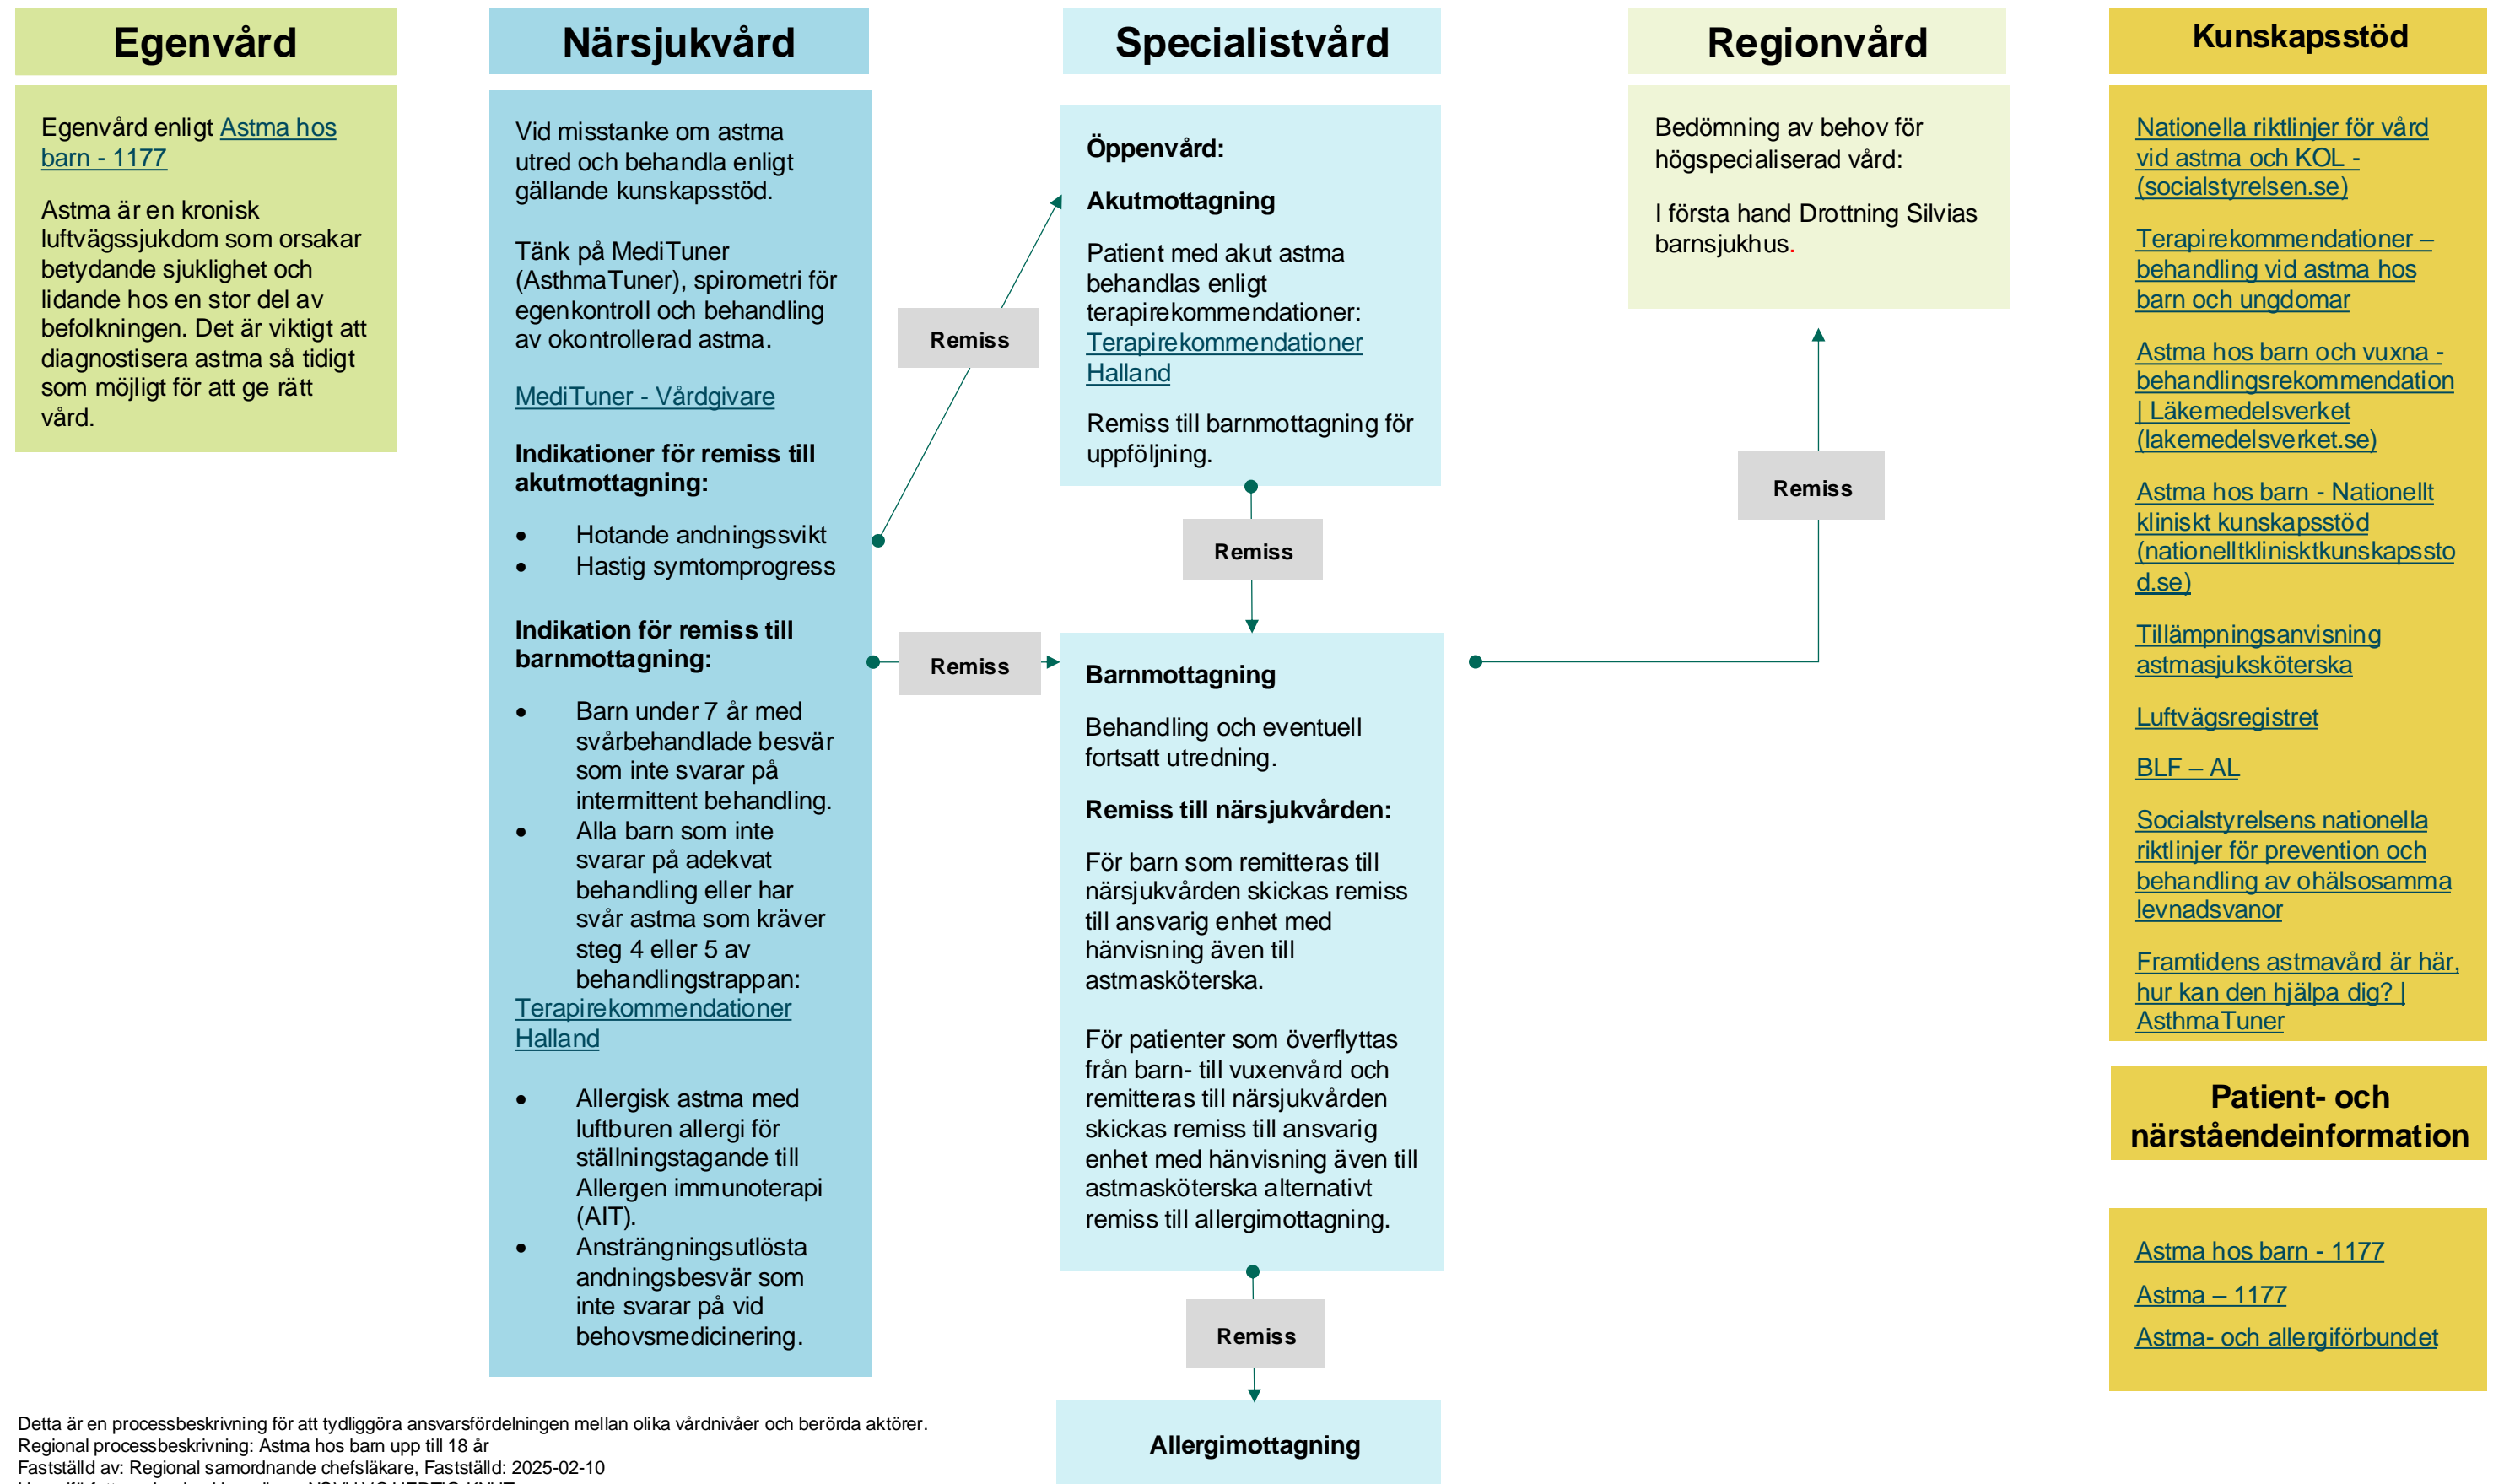 Egenvård
Egenvård enligt Astma hos
barn - 1177
Astma är en kronisk
luftvägssjukdom som orsakar
betydande sjuklighet och
lidande hos en stor del av
befolkningen. Det är viktigt att
diagnostisera astma så tidigt
som möjligt för att ge rätt
vård.
Närsjukvård
Vid misstanke om astma
utred och behandla enligt
gällande kunskapsstöd.
Tänk på MediTuner
(AsthmaTuner), spirometri för
egenkontroll och behandling
av okontrollerad astma.
MediTuner - Vårdgivare
Indikationer för remiss till
akutmottagning:
• Hotande andningssvikt
• Hastig symtomprogress
Indikation för remiss till
barnmottagning:
• Barn under 7 år med
svårbehandlade besvär
som inte svarar på
intermittent behandling.
• Alla barn som inte
svarar på adekvat
behandling eller har
svår astma som kräver
steg 4 eller 5 av
behandlingstrappan:
Terapirekommendationer
Halland
• Allergisk astma med
luftburen allergi för
ställningstagande till
Allergen immunoterapi
(AIT).
• Ansträngningsutlösta
andningsbesvär som
inte svarar på vid
behovsmedicinering.
Remiss
Remiss
Specialistvård
Öppenvård:
Akutmottagning
Patient med akut astma
behandlas enligt
terapirekommendationer:
Terapirekommendationer
Halland
Remiss till barnmottagning för
uppföljning.
Remiss
Barnmottagning
Behandling och eventuell
fortsatt utredning.
Remiss till närsjukvården:
För barn som remitteras till
närsjukvården skickas remiss
till ansvarig enhet med
hänvisning även till
astmasköterska.
För patienter som överflyttas
från barn- till vuxenvård och
remitteras till närsjukvården
skickas remiss till ansvarig
enhet med hänvisning även till
astmasköterska alternativt
remiss till allergimottagning.
Remiss
Allergimottagning
Regionvård
Bedömning av behov för
högspecialiserad vård:
I första hand Drottning Silvias
barnsjukhus.
Remiss
Kunskapsstöd
Nationella riktlinjer för vård
vid astma och KOL -
(socialstyrelsen.se)
Terapirekommendationer –
behandling vid astma hos
barn och ungdomar
Astma hos barn och vuxna -
behandlingsrekommendation
| Läkemedelsverket
(lakemedelsverket.se)
Astma hos barn - Nationellt
kliniskt kunskapsstöd
(nationelltklinisktkunskapssto
d.se)
Tillämpningsanvisning
astmasjuksköterska
Luftvägsregistret
BLF – AL
Socialstyrelsens nationella
riktlinjer för prevention och
behandling av ohälsosamma
levnadsvanor
Framtidens astmavård är här,
hur kan den hjälpa dig? |
AsthmaTuner
Patient- och
närståendeinformation
Astma hos barn - 1177
Astma – 1177
Astma- och allergiförbundet
Detta är en processbeskrivning för att tydliggöra ansvarsfördelningen mellan olika vårdnivåer och berörda aktörer.
Regional processbeskrivning: Astma hos barn upp till 18 år
Fastställd av: Regional samordnande chefsläkare, Fastställd: 2025-02-10